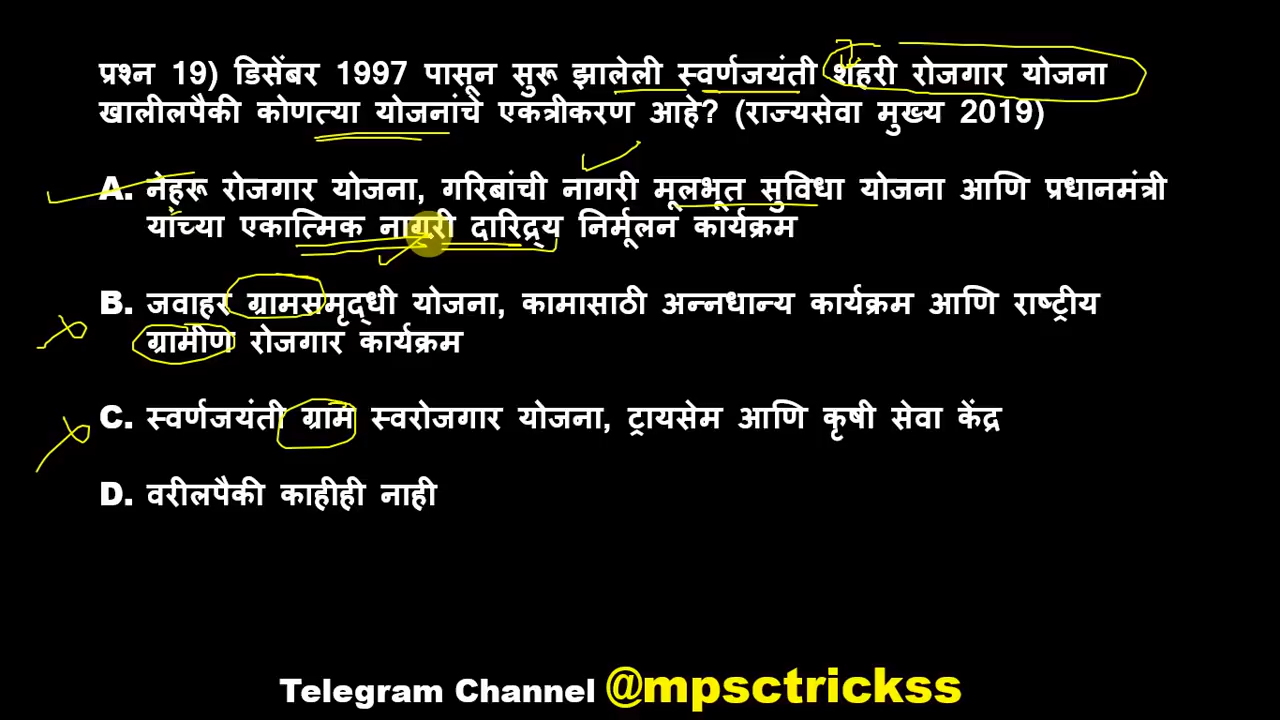 प्रश्न 19) डिसेंबर 1997 पासून सुरू झालेली स्वर्णजयंती शहरी रोजगार योजना
खालीलपैकी कोणत्या योजनांचे एकत्रीकरण आहे? (राज्यसेवा मुख्य 2019)
A. नेहरू रोजगार योजना, गरिबांची नागरी मूलभूत सुविधा योजना आणि प्रधानमंत्री
यांच्या एकात्मिक नागरी दारिद्र्य निर्मूलन कार्यक्रम
B. जवाहर ग्रामसमृद्धी योजना, कामासाठी अन्नधान्य कार्यक्रम आणि राष्ट्रीय
ग्रामीण रोजगार कार्यक्रम
C. स्वर्णजयंती ग्राम स्वरोजगार योजना, ट्रायसेम आणि कृषी सेवा केंद्र
D. वरीलपैकी काहीही नाही
Telegram Channel @mpsctrickss